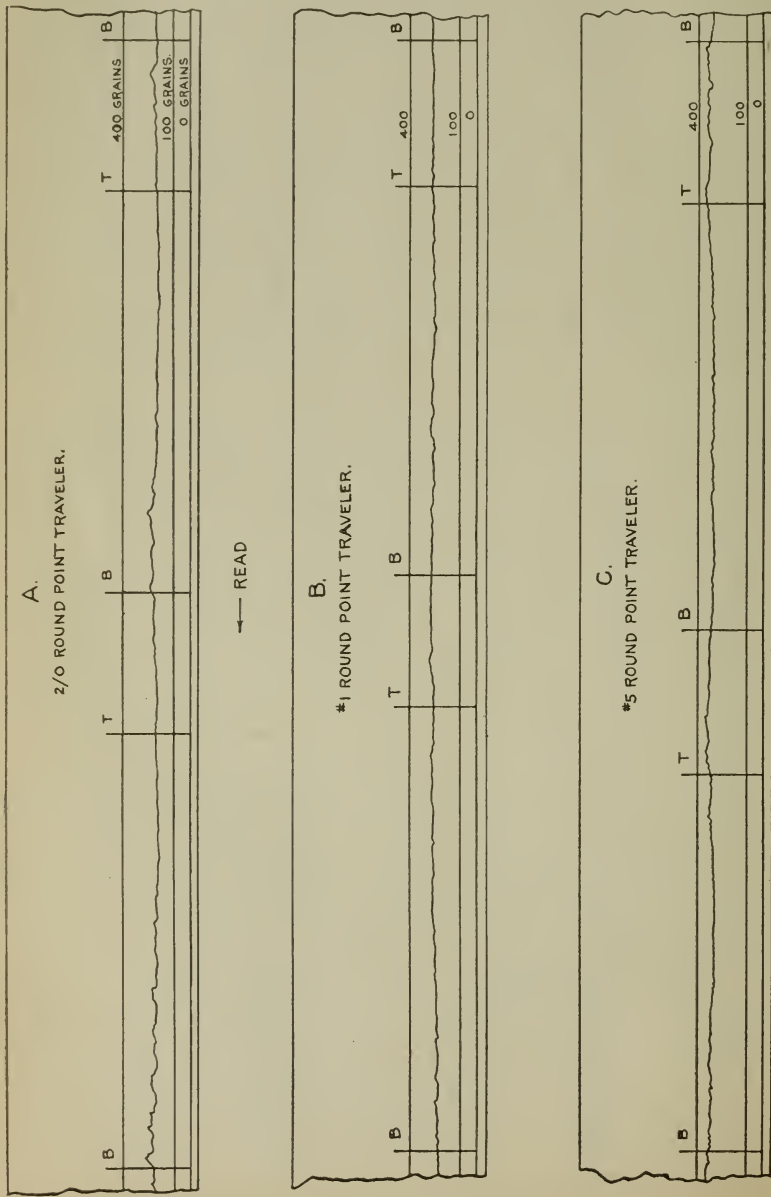 A.
2/0 ROUND POINT TRAVELER.
B T B T B
400 GRAINS
100 GRAINS.
0 GRAINS
← READ
B.
#1 ROUND POINT TRAVELER.
B T B T B
400
100
0
C.
#5 ROUND POINT TRAVELER.
B T B T B
400
100
0